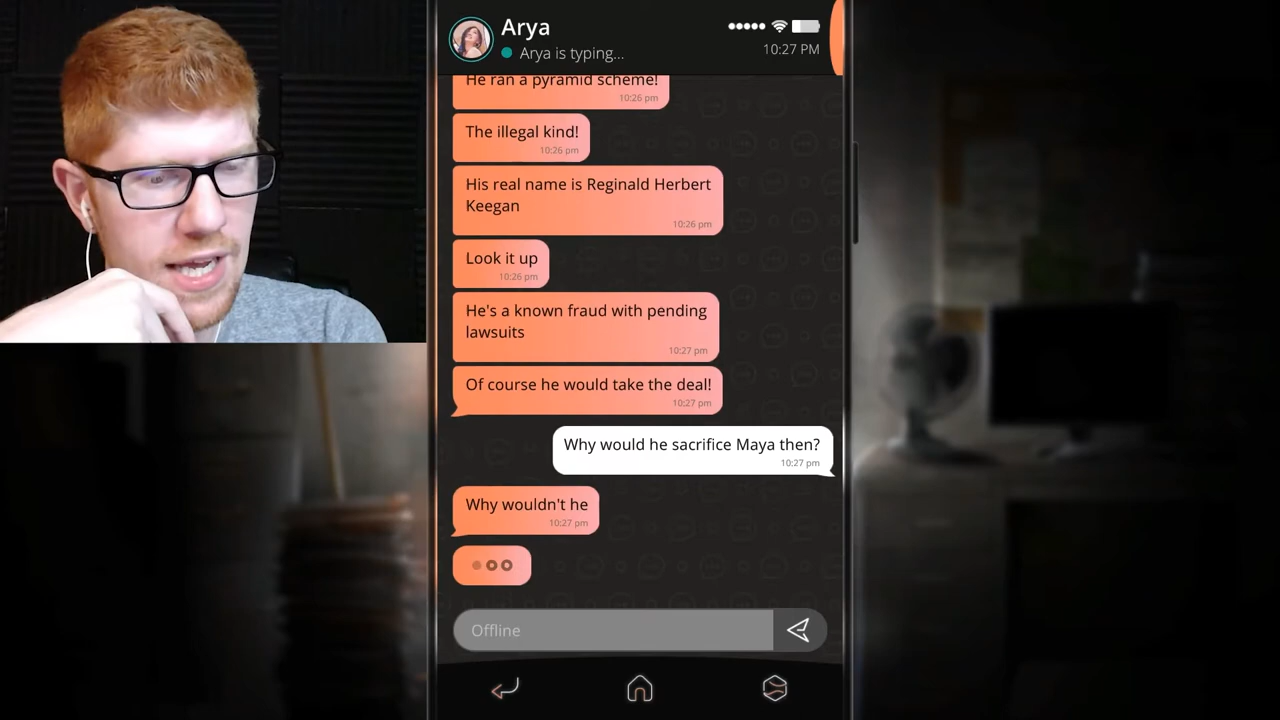 Arya
Arya is typing...
10:27 PM
He ran a pyramid scheme!
10:26 pm
The illegal kind!
10:26 pm
His real name is Reginald Herbert
Keegan
10:26 pm
Look it up
10:26 pm
He's a known fraud with pending
lawsuits
10:27 pm
Of course he would take the deal!
10:27 pm
Why would he sacrifice Maya then?
10:27 pm
Why wouldn't he
10:27 pm
Offline